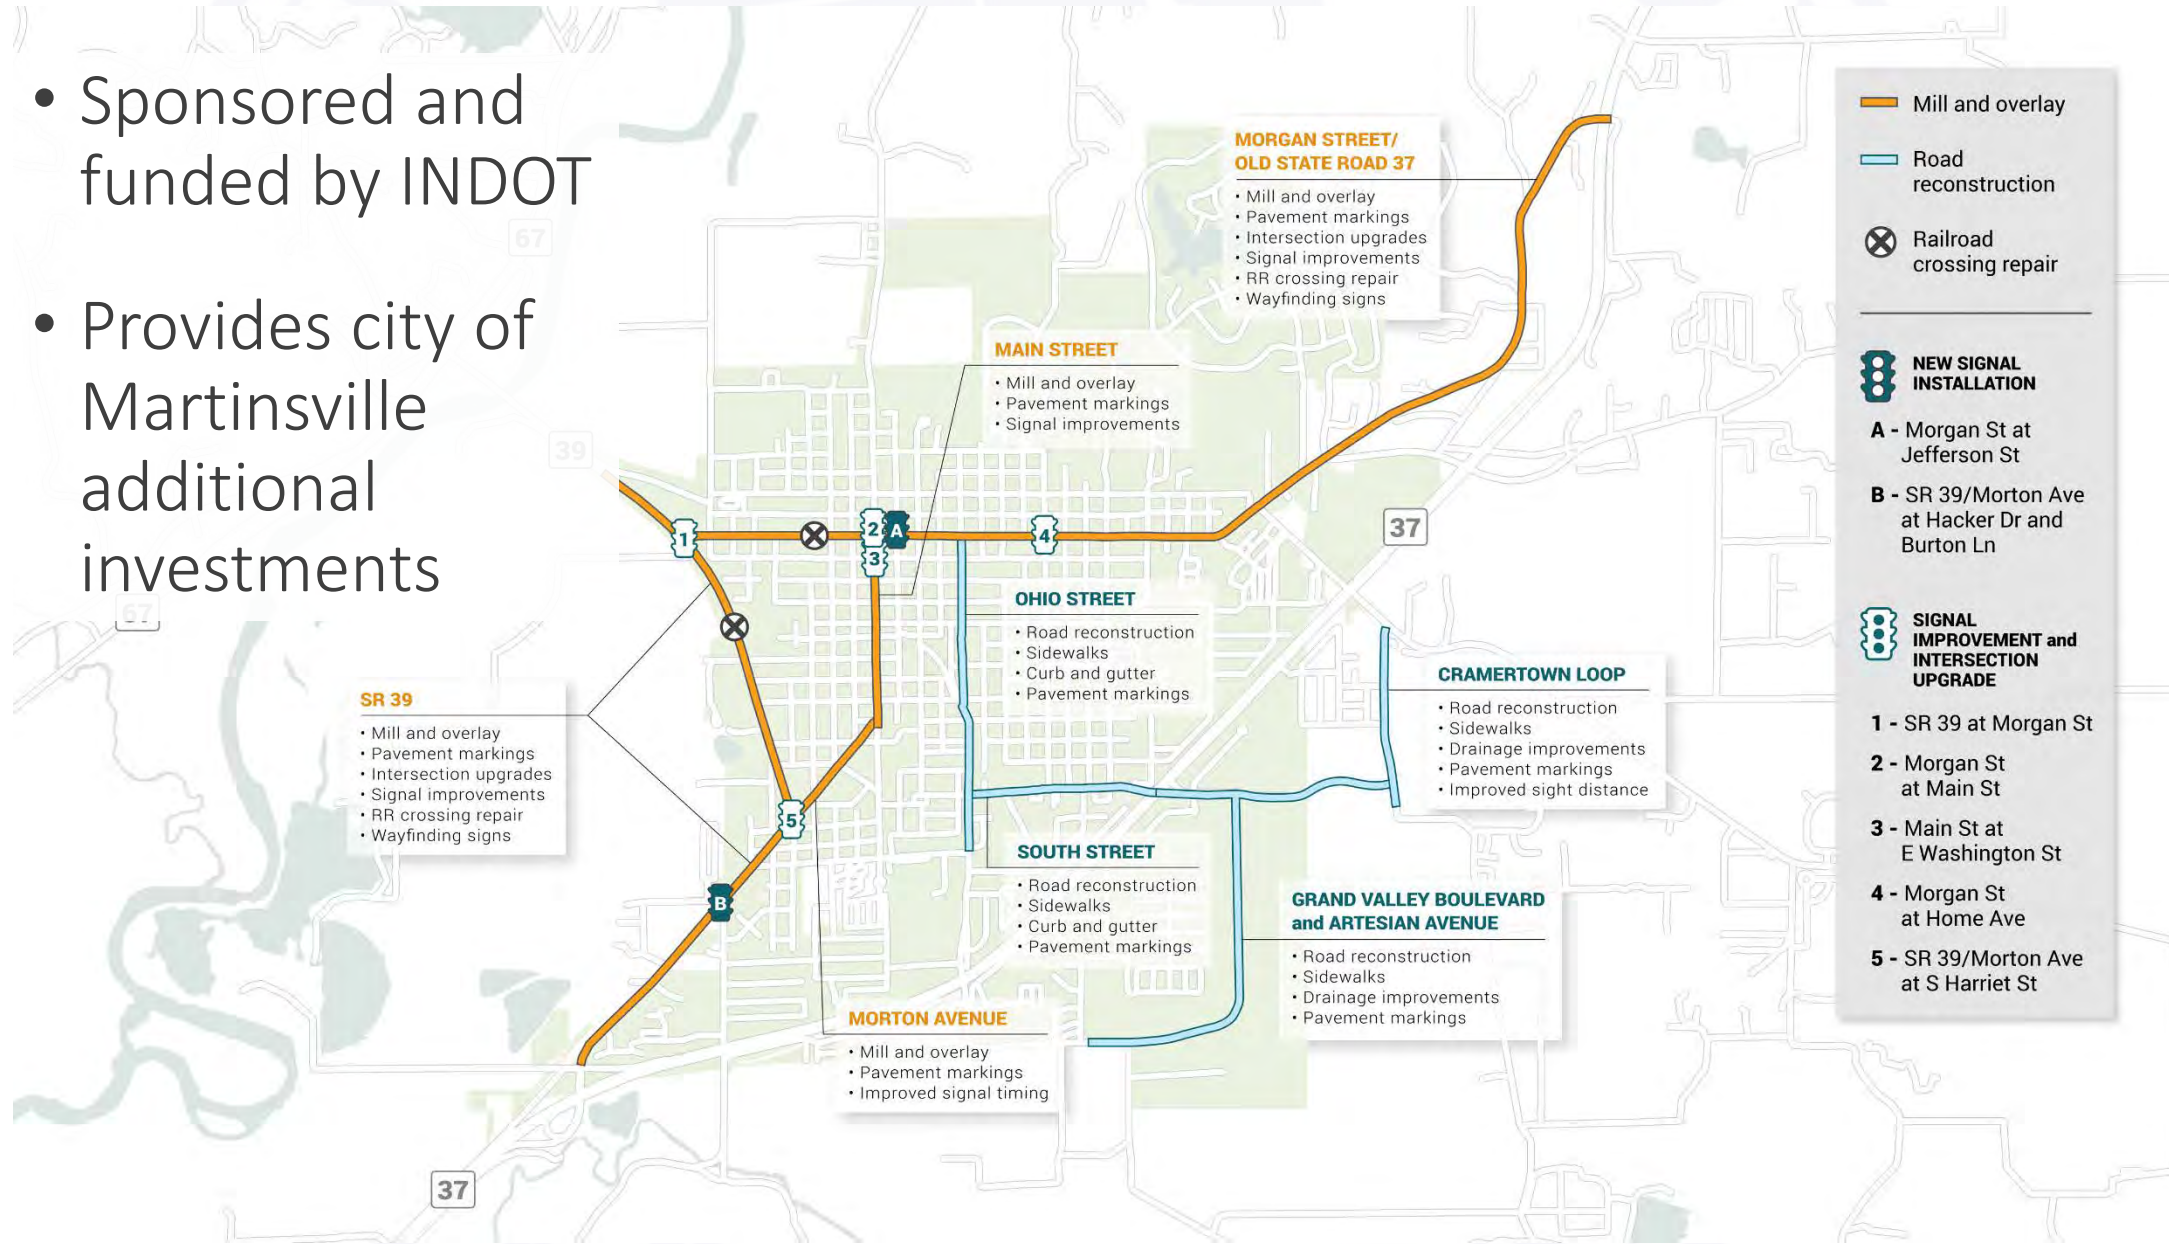 • Sponsored and
funded by INDOT
• Provides city of
Martinsville
additional
investments
67
39
67
37
37
MORGAN STREET/
OLD STATE ROAD 37
• Mill and overlay
• Pavement markings
• Intersection upgrades
• Signal improvements
• RR crossing repair
• Wayfinding signs
MAIN STREET
• Mill and overlay
• Pavement markings
• Signal improvements
1
2
A
3
4
5
B
OHIO STREET
• Road reconstruction
• Sidewalks
• Curb and gutter
• Pavement markings
CRAMERTOWN LOOP
• Road reconstruction
• Sidewalks
• Drainage improvements
• Pavement markings
• Improved sight distance
SR 39
• Mill and overlay
• Pavement markings
• Intersection upgrades
• Signal improvements
• RR crossing repair
• Wayfinding signs
SOUTH STREET
• Road reconstruction
• Sidewalks
• Curb and gutter
• Pavement markings
GRAND VALLEY BOULEVARD
and ARTESIAN AVENUE
• Road reconstruction
• Sidewalks
• Drainage improvements
• Pavement markings
MORTON AVENUE
• Mill and overlay
• Pavement markings
• Improved signal timing
Mill and overlay
Road
reconstruction
Railroad
crossing repair
NEW SIGNAL
INSTALLATION
A - Morgan St at
Jefferson St
B - SR 39/Morton Ave
at Hacker Dr and
Burton Ln
SIGNAL
IMPROVEMENT and
INTERSECTION
UPGRADE
1 - SR 39 at Morgan St
2 - Morgan St
at Main St
3 - Main St at
E Washington St
4 - Morgan St
at Home Ave
5 - SR 39/Morton Ave
at S Harriet St